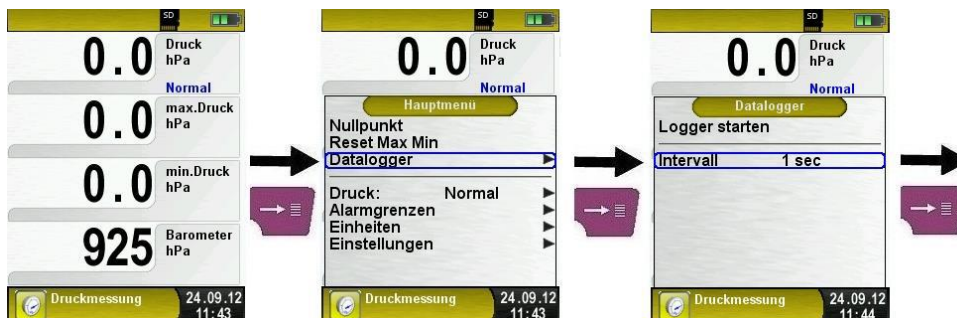 SD
0.0 Druck hPa
Normal
0.0 max.Druck hPa
0.0 min.Druck hPa
925 Barometer hPa
Druckmessung 24.09.12
11:43
SD
0.0 Druck hPa
Normal
Hauptmenü
Nullpunkt
Reset Max Min
Datalogger
Druck: Normal
Alarmgrenzen
Einheiten
Einstellungen
Druckmessung 24.09.12
11:43
SD
0.0 Druck hPa
Normal
Datalogger
Logger starten
Intervall 1 sec
Druckmessung 24.09.12
11:44